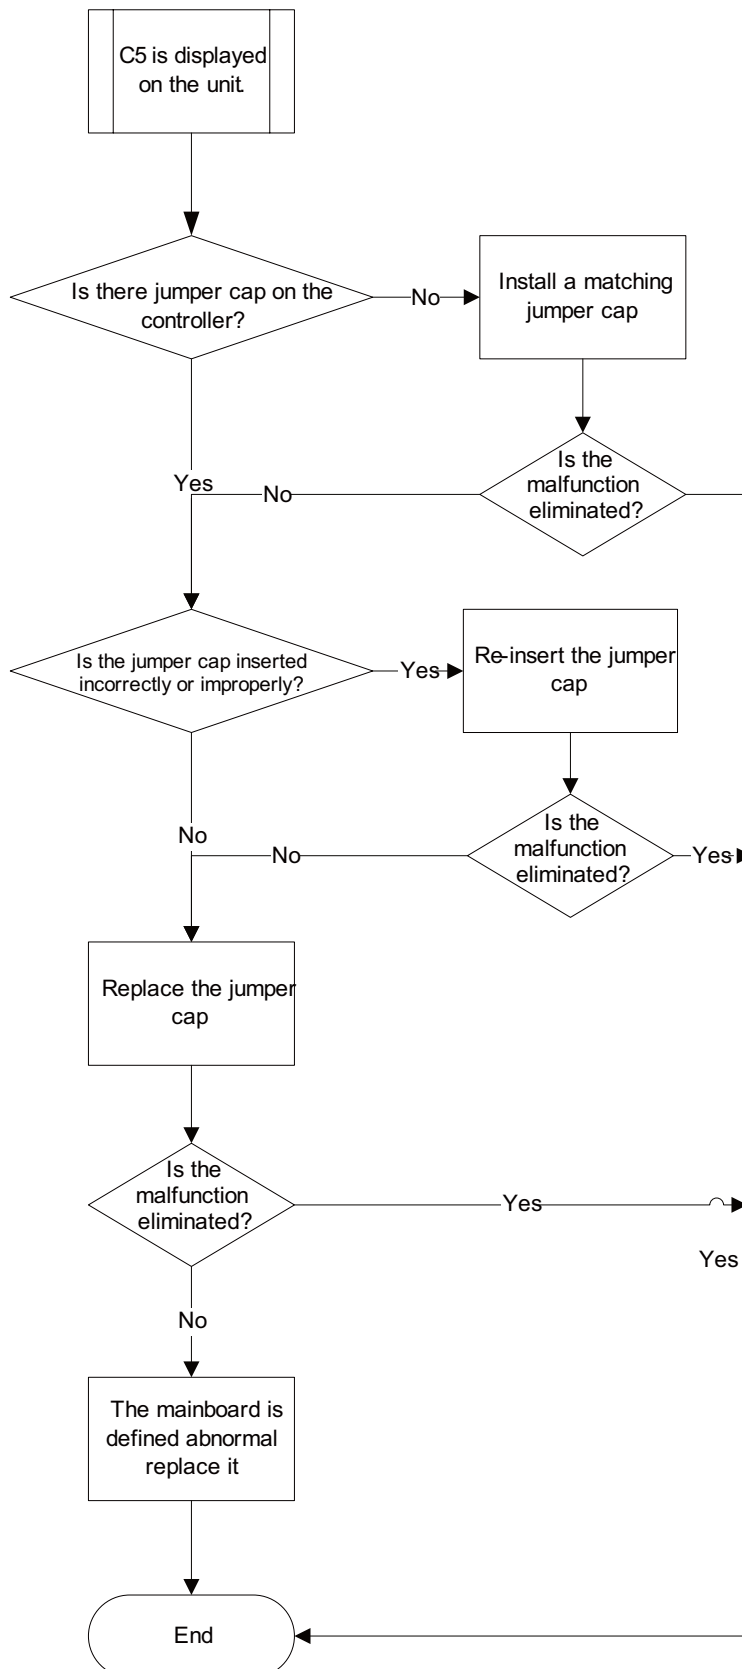 C5 is displayed
on the unit.
Is there jumper cap on the
controller?
No
Install a matching
jumper cap
Yes
No
Is the
malfunction
eliminated?
Is the jumper cap inserted
incorrectly or improperly?
Yes
Re-insert the jumper
cap
No
No
Is the
malfunction
eliminated?
Yes
Replace the jumper
cap
Is the
malfunction
eliminated?
Yes
Yes
No
The mainboard is
defined abnormal
replace it
End